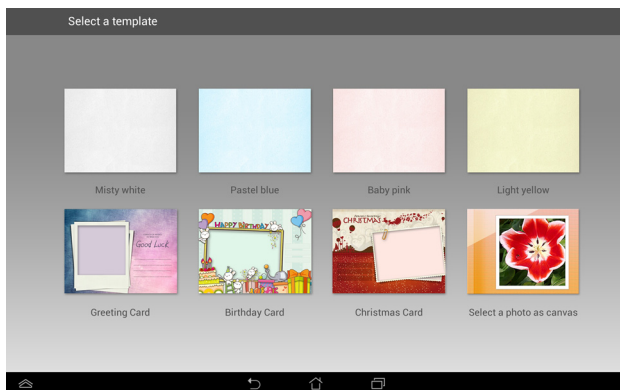 Select a template
Misty white
Pastel blue
Baby pink
Light yellow
Good Luck
HAPPY BIRTHDAY
CHRISTMAS
Greeting Card
Birthday Card
Christmas Card
Select a photo as canvas